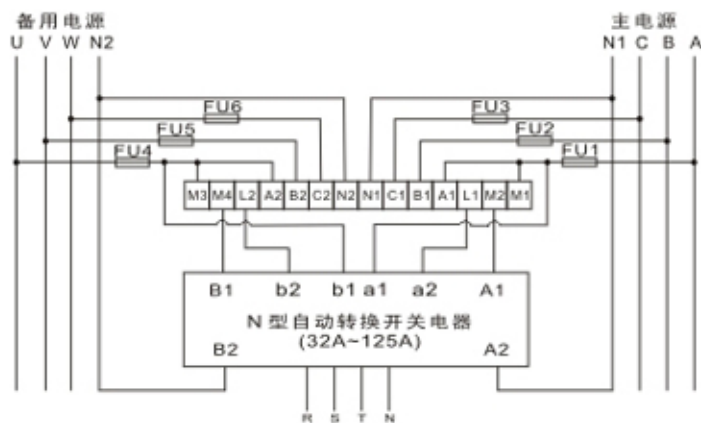 备用电源 主电源
U V W N2 N1 C B A
FU6 FU3
FU5 FU2
FU4 FU1
M3 M4 L2 A2 B2 C2 N2 N1 C1 B1 A1 L1 M2 M1
B1 b2 b1 a1 a2 A1
N型自动转换开关电器
(32A~125A)
B2 A2
R S T N